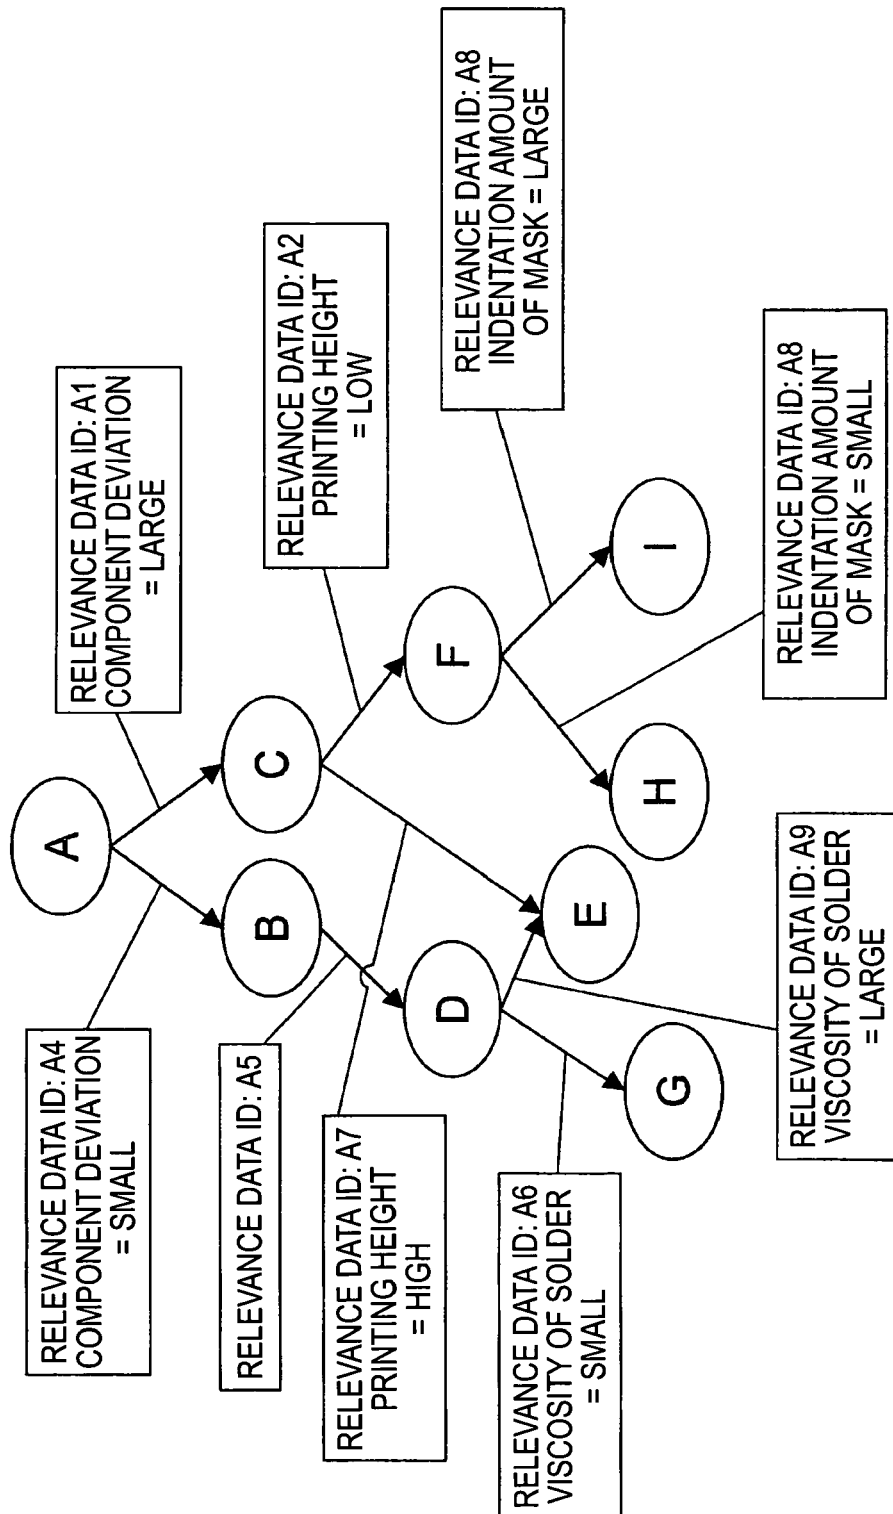 A
RELEVANCE DATA ID: A4
COMPONENT DEVIATION
= SMALL
RELEVANCE DATA ID: A1
COMPONENT DEVIATION
= LARGE
B
C
RELEVANCE DATA ID: A5
RELEVANCE DATA ID: A2
PRINTING HEIGHT
= LOW
RELEVANCE DATA ID: A7
PRINTING HEIGHT
= HIGH
D
F
RELEVANCE DATA ID: A8
INDENTATION AMOUNT
OF MASK = LARGE
RELEVANCE DATA ID: A6
VISCOSITY OF SOLDER
= SMALL
E
G
H
I
RELEVANCE DATA ID: A9
VISCOSITY OF SOLDER
= LARGE
RELEVANCE DATA ID: A8
INDENTATION AMOUNT
OF MASK = SMALL